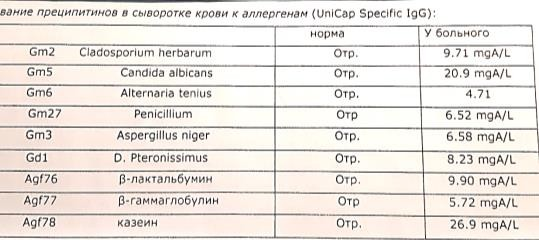 вание преципитинов в сыворотке крови к аллергенам (UniCap Specific IgG):
норма У больного
Gm2 Cladosporium herbarum Отр. 9.71 mgA/L
Gm5 Candida albicans Отр. 20.9 mgA/L
Gm6 Alternaria tenius Отр. 4.71
Gm27 Penicillium Отр 6.52 mgA/L
Gm3 Aspergillus niger Отр. 6.58 mgA/L
Gd1 D. Pteronissimus Отр. 8.23 mgA/L
Agf76 β-лактальбумин Отр. 9.90 mgA/L
Agf77 β-гаммаглобулин Отр 5.72 mgA/L
Agf78 казеин Отр. 26.9 mgA/L